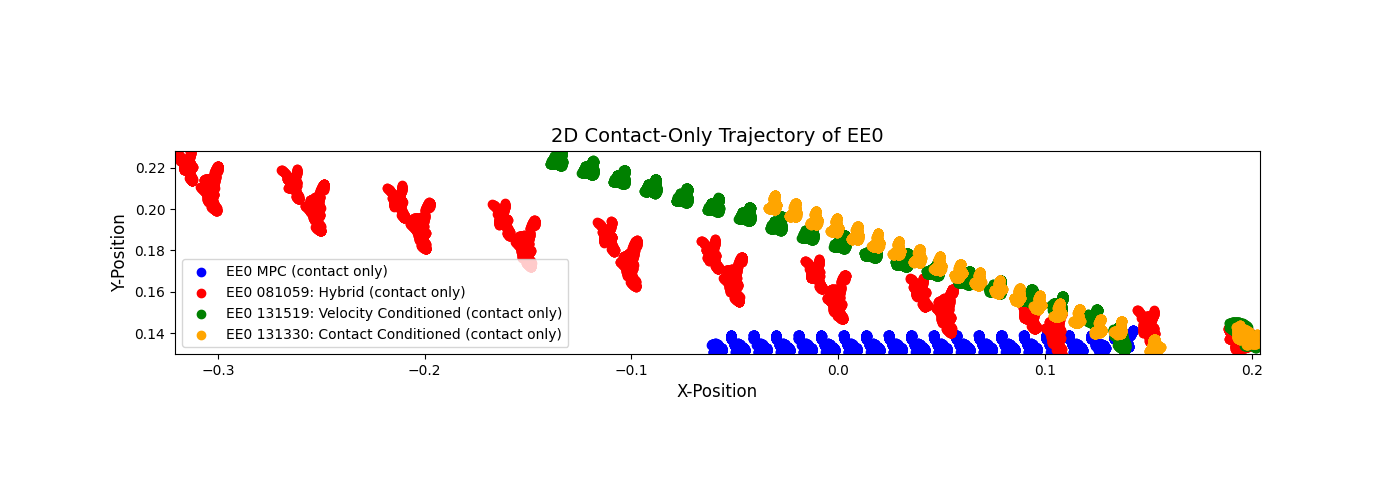 2D Contact-Only Trajectory of EE0
Y-Position
0.22
0.20
0.18
0.16
0.14
EE0 MPC (contact only)
EE0 081059: Hybrid (contact only)
EE0 131519: Velocity Conditioned (contact only)
EE0 131330: Contact Conditioned (contact only)
−0.3
−0.2
−0.1
0.0
0.1
0.2
X-Position